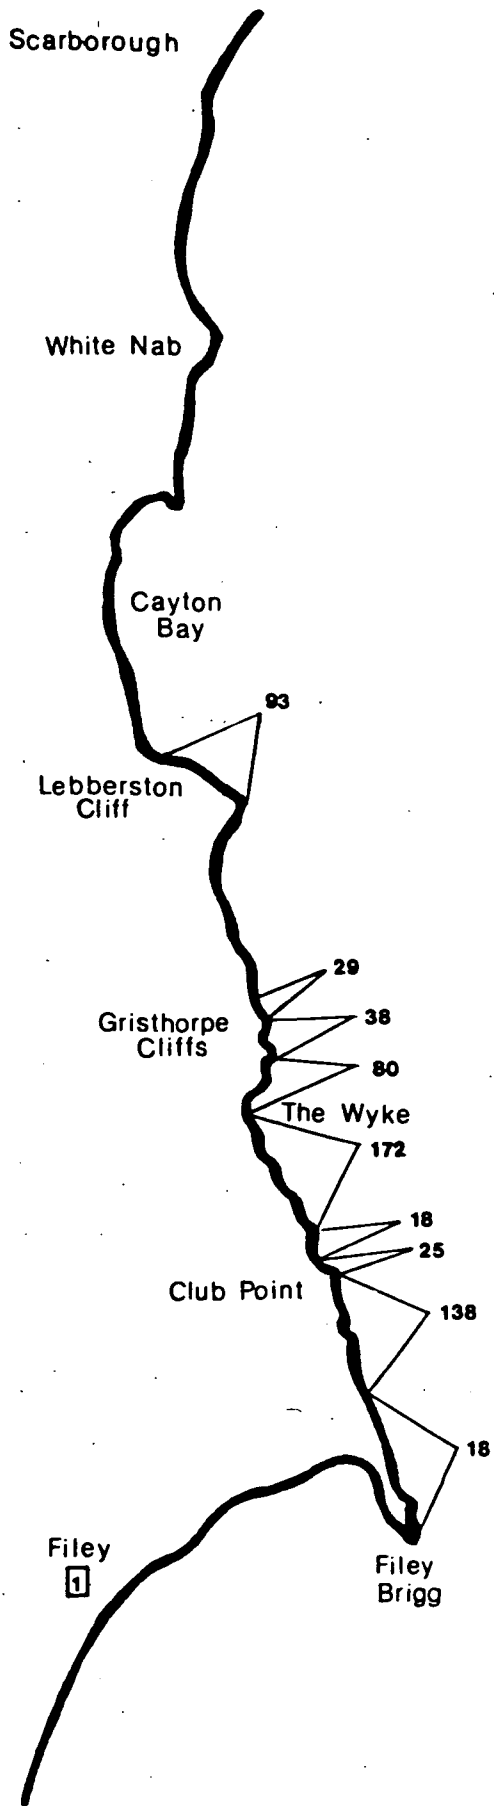 Scarborough
White Nab
Cayton
Bay
93
Lebberston
Cliff
29
Gristhorpe
Cliffs
38
80
The Wyke
172
18
25
Club Point
138
18
Filey
1
Filey
Brigg